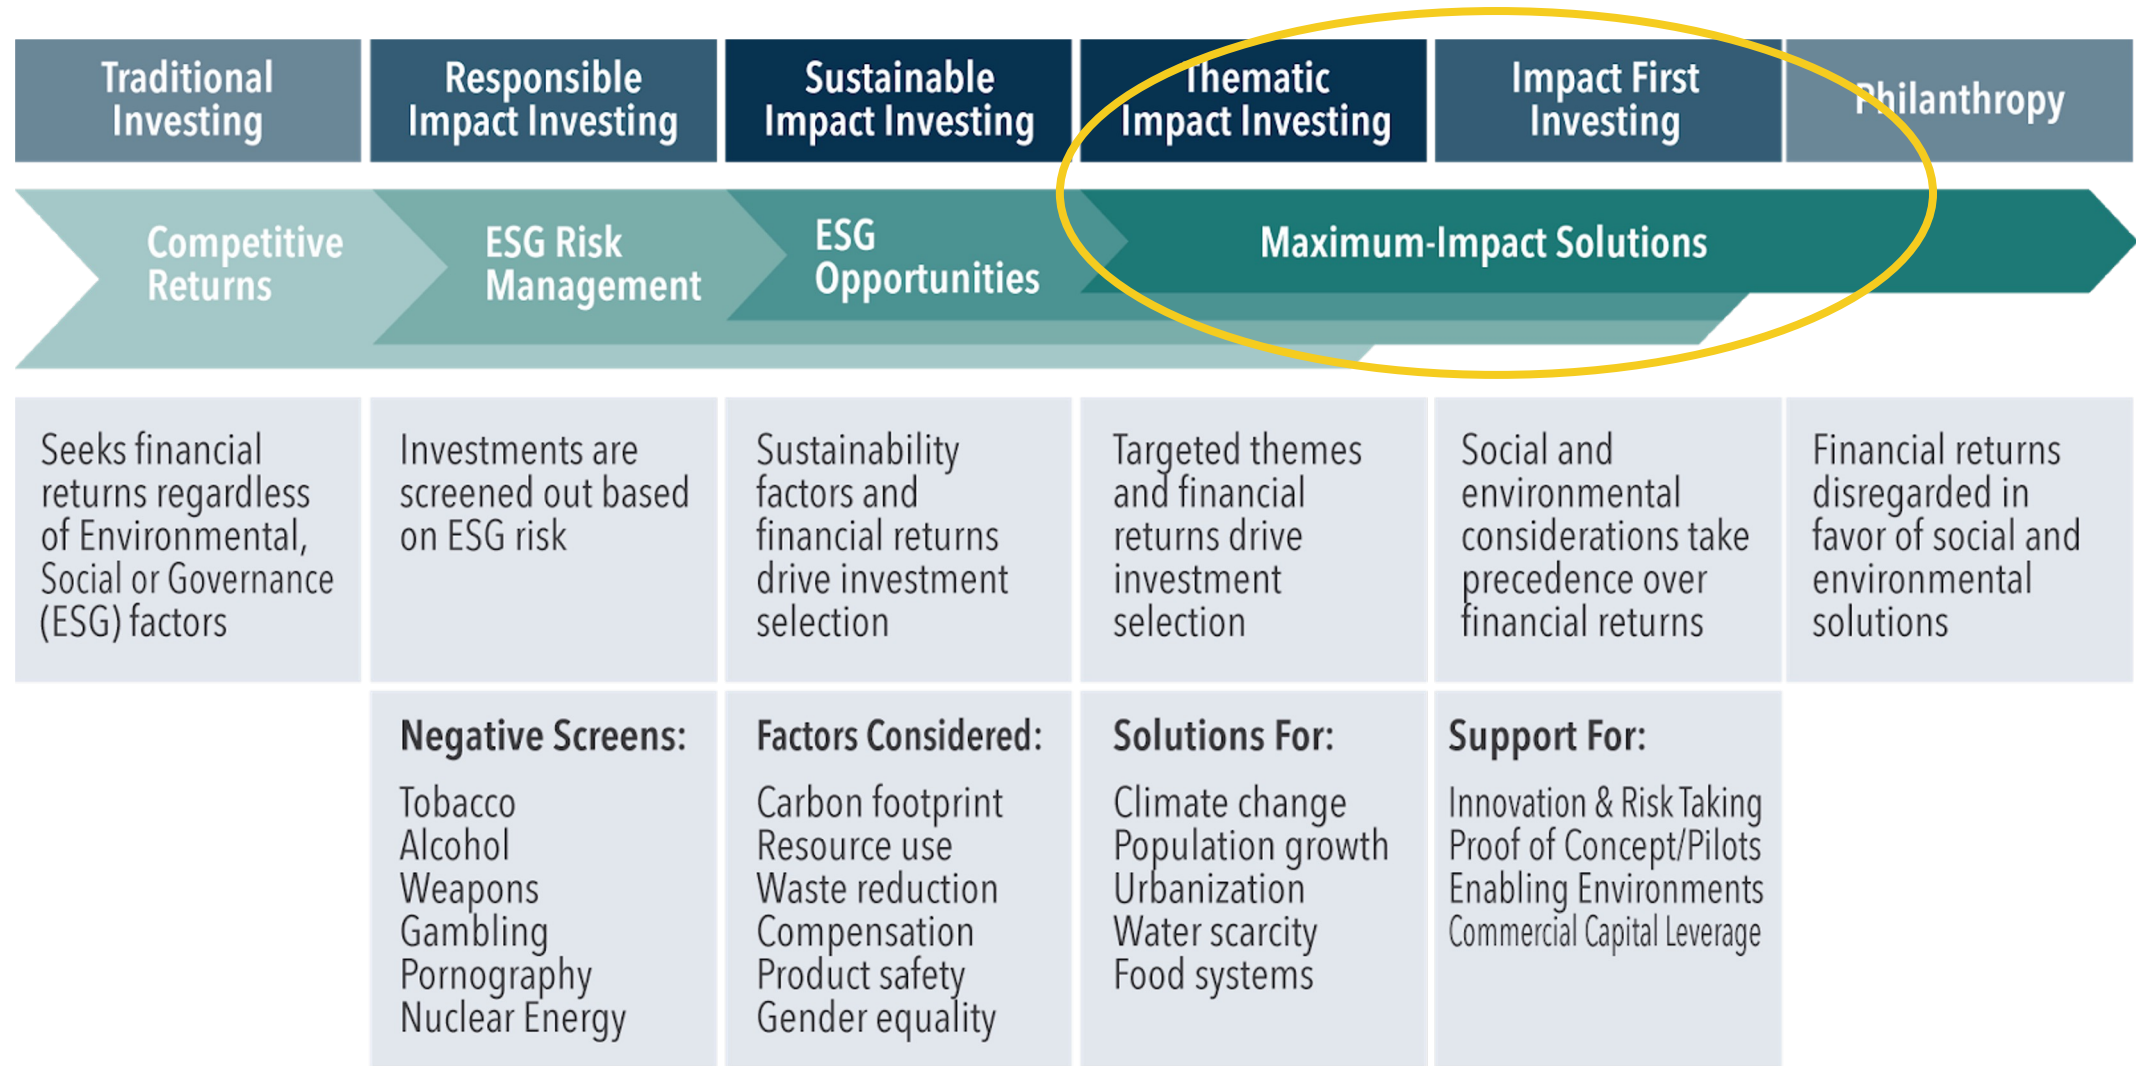 Traditional
Investing
Responsible
Impact Investing
Sustainable
Impact Investing
Thematic
Impact Investing
Impact First
Investing
Philanthropy
Competitive
Returns
ESG Risk
Management
ESG
Opportunities
Maximum-Impact Solutions
Seeks financial
returns regardless
of Environmental,
Social or Governance
(ESG) factors
Investments are
screened out based
on ESG risk
Sustainability
factors and
financial returns
drive investment
selection
Targeted themes
and financial
returns drive
investment
selection
Social and
environmental
considerations take
precedence over
financial returns
Financial returns
disregarded in
favor of social and
environmental
solutions
Negative Screens:
Tobacco
Alcohol
Weapons
Gambling
Pornography
Nuclear Energy
Factors Considered:
Carbon footprint
Resource use
Waste reduction
Compensation
Product safety
Gender equality
Solutions For:
Climate change
Population growth
Urbanization
Water scarcity
Food systems
Support For:
Innovation & Risk Taking
Proof of Concept/Pilots
Enabling Environments
Commercial Capital Leverage